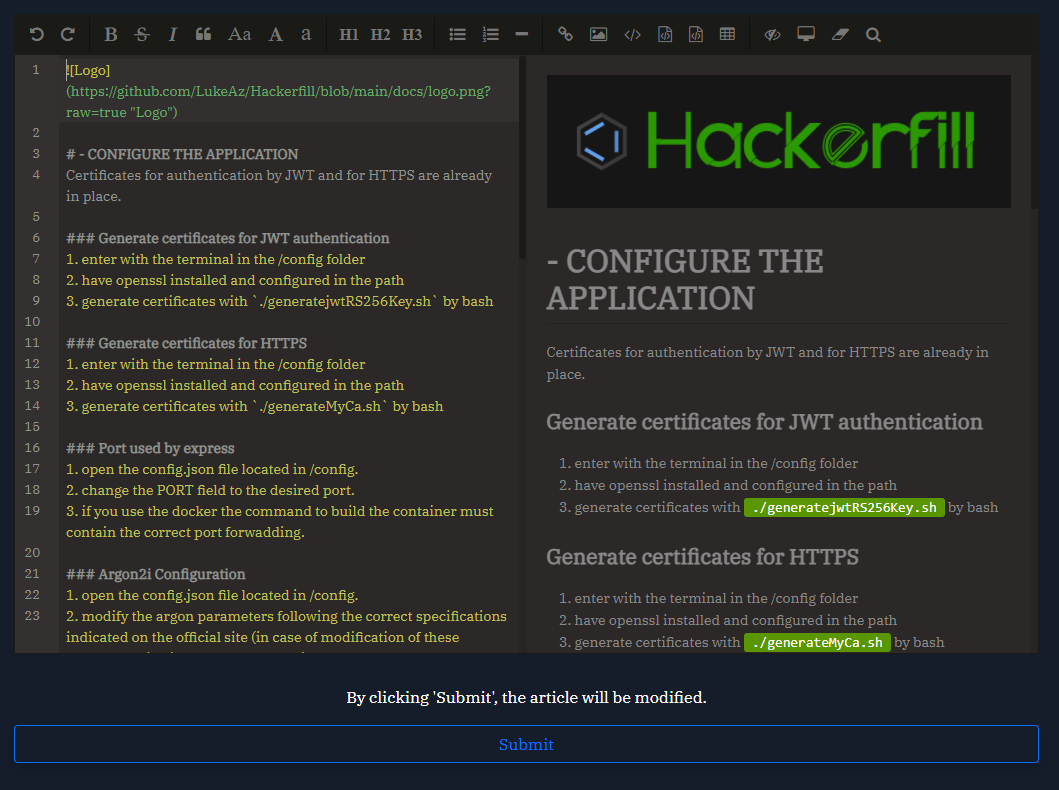 B S I Aa A a H1 H2 H3
1 ![Logo]
(https://github.com/LukeAz/Hackerfill/blob/main/docs/logo.png?
raw=true "Logo")
2
3 # - CONFIGURE THE APPLICATION
4 Certificates for authentication by JWT and for HTTPS are already
in place.
5
6 ### Generate certificates for JWT authentication
7 1. enter with the terminal in the /config folder
8 2. have openssl installed and configured in the path
9 3. generate certificates with `./generatejwtRS256Key.sh` by bash
10
11 ### Generate certificates for HTTPS
12 1. enter with the terminal in the /config folder
13 2. have openssl installed and configured in the path
14 3. generate certificates with `./generateMyCa.sh` by bash
15
16 ### Port used by express
17 1. open the config.json file located in /config.
18 2. change the PORT field to the desired port.
19 3. if you use the docker the command to build the container must
contain the correct port forwadding.
20
21 ### Argon2i Configuration
22 1. open the config.json file located in /config.
23 2. modify the argon parameters following the correct specifications
indicated on the official site (in case of modification of these
Hackerfill
- CONFIGURE THE
APPLICATION
Certificates for authentication by JWT and for HTTPS are already in
place.
Generate certificates for JWT authentication
1. enter with the terminal in the /config folder
2. have openssl installed and configured in the path
3. generate certificates with ./generatejwtRS256Key.sh by bash
Generate certificates for HTTPS
1. enter with the terminal in the /config folder
2. have openssl installed and configured in the path
3. generate certificates with ./generateMyCa.sh by bash
By clicking 'Submit', the article will be modified.
Submit